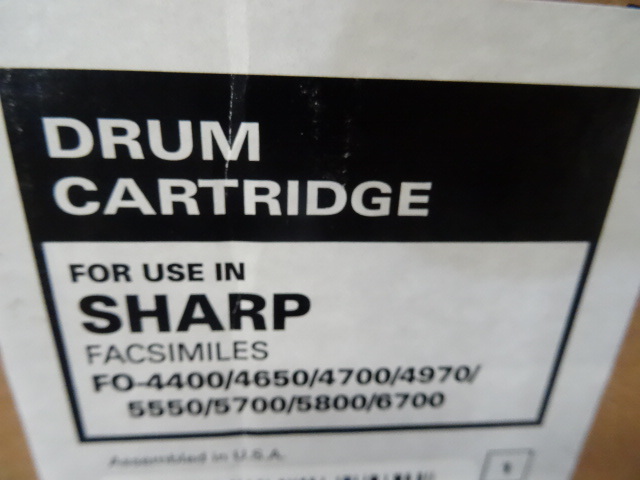 DRUM
CARTRIDGE
FOR USE IN
SHARP
FACSIMILES
FO-4400/4650/4700/4970/
5550/5700/5800/6700
Assembled in U.S.A.